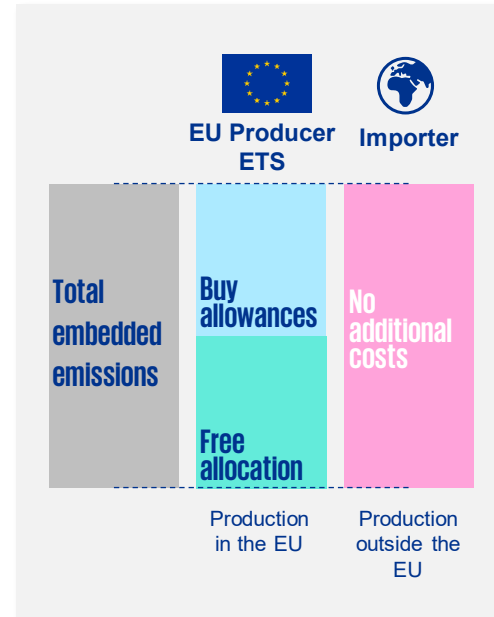 EU Producer
ETS
Importer
Total
embedded
emissions
Buy
allowances
Free
allocation
No
additional
costs
Production
in the EU
Production
outside the
EU